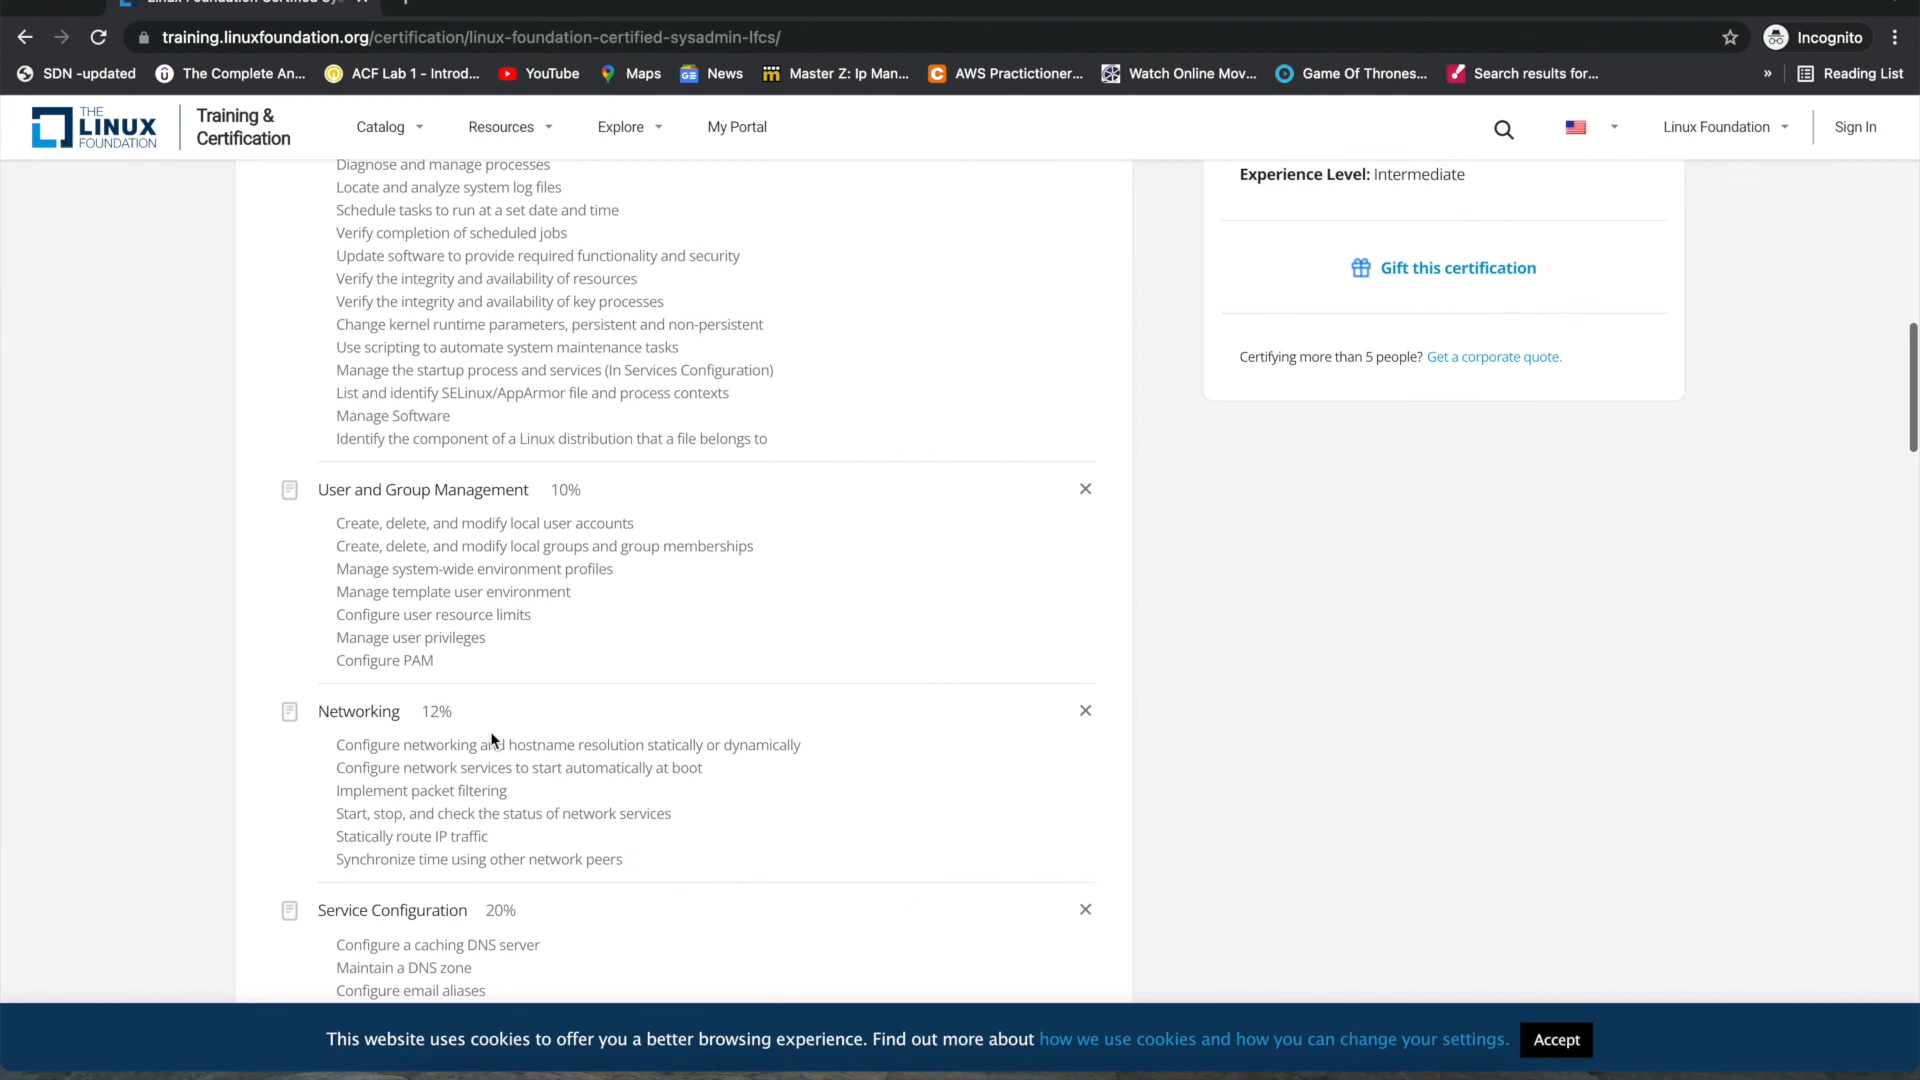 training.linuxfoundation.org/certification/linux-foundation-certified-sysadmin-lfcs/
Incognito
SDN -updated
The Complete An...
ACF Lab 1 - Introd...
YouTube
Maps
News
Master Z: Ip Man...
AWS Practictioner...
Watch Online Mov...
Game Of Thrones...
Search results for...
»
Reading List
THE
LINUX
FOUNDATION
Training &
Certification
Catalog
Resources
Explore
My Portal
Linux Foundation
Sign In
Diagnose and manage processes
Locate and analyze system log files
Schedule tasks to run at a set date and time
Verify completion of scheduled jobs
Update software to provide required functionality and security
Verify the integrity and availability of resources
Verify the integrity and availability of key processes
Change kernel runtime parameters, persistent and non-persistent
Use scripting to automate system maintenance tasks
Manage the startup process and services (In Services Configuration)
List and identify SELinux/AppArmor file and process contexts
Manage Software
Identify the component of a Linux distribution that a file belongs to
User and Group Management 10%
Create, delete, and modify local user accounts
Create, delete, and modify local groups and group memberships
Manage system-wide environment profiles
Manage template user environment
Configure user resource limits
Manage user privileges
Configure PAM
Networking 12%
Configure networking and hostname resolution statically or dynamically
Configure network services to start automatically at boot
Implement packet filtering
Start, stop, and check the status of network services
Statically route IP traffic
Synchronize time using other network peers
Service Configuration 20%
Configure a caching DNS server
Maintain a DNS zone
Configure email aliases
Experience Level: Intermediate
Gift this certification
Certifying more than 5 people? Get a corporate quote.
This website uses cookies to offer you a better browsing experience. Find out more about how we use cookies and how you can change your settings.
Accept